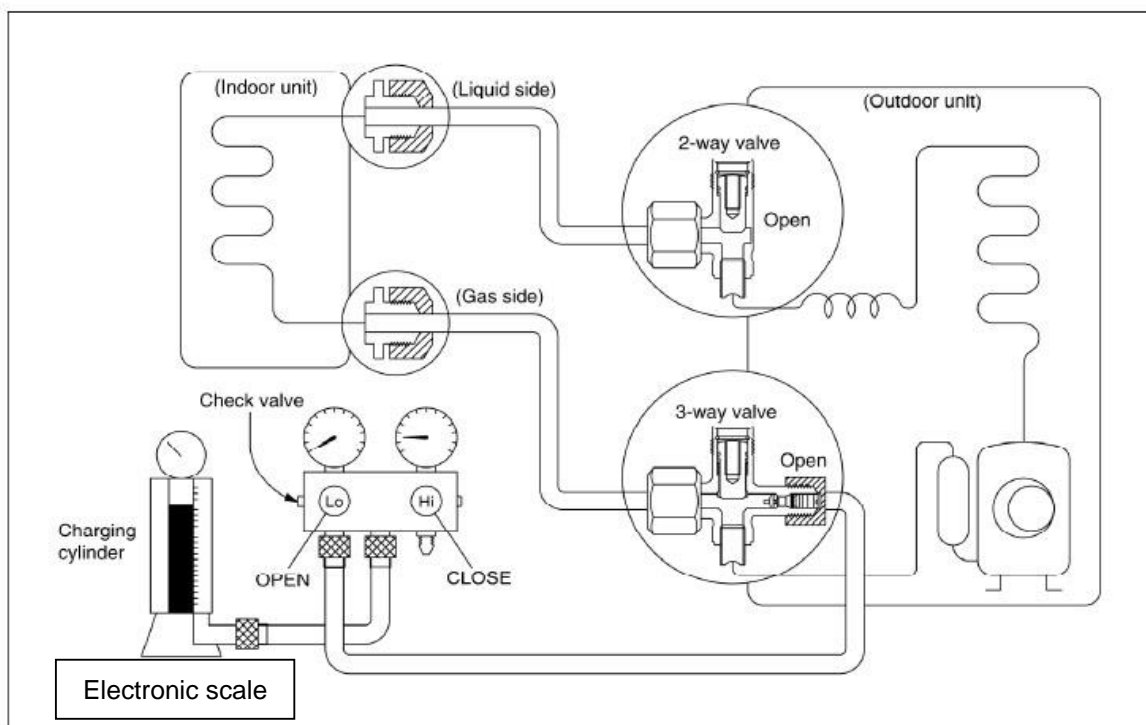 (Indoor unit)
(Liquid side)
(Outdoor unit)
2-way valve
Open
(Gas side)
Check valve
3-way valve
Open
Lo
Hi
Charging
cylinder
OPEN
CLOSE
Electronic scale